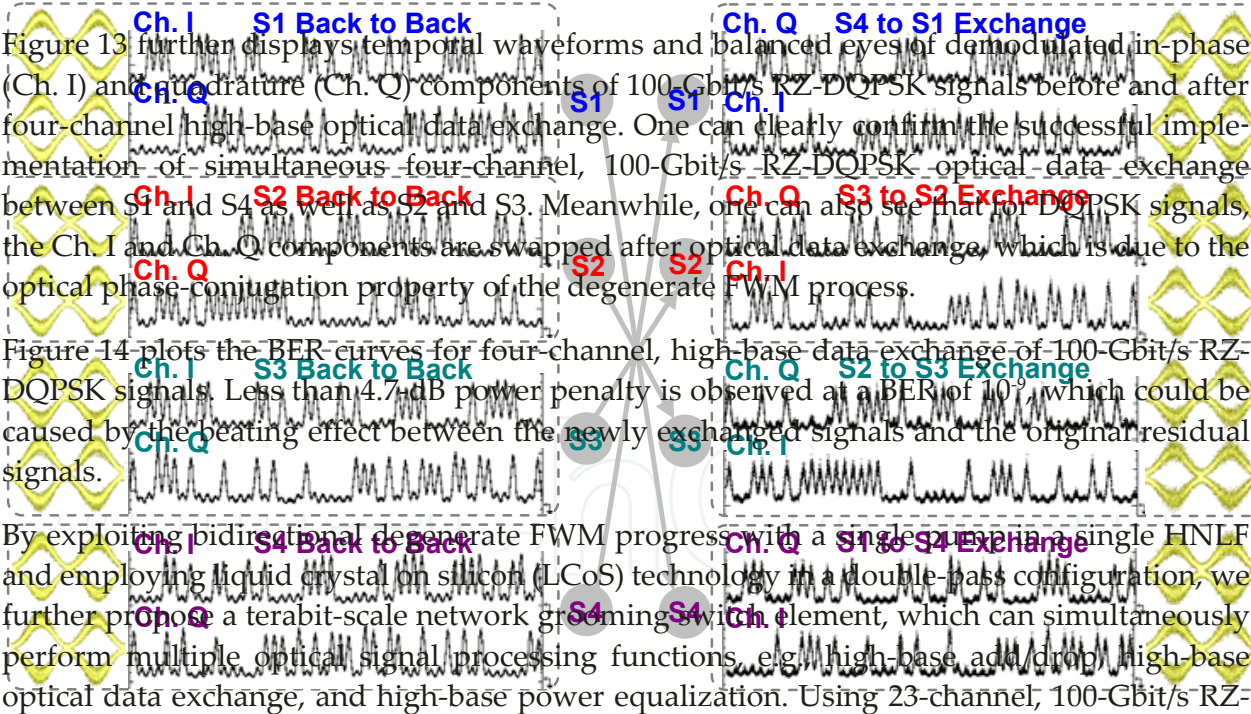 Ch. I S1 Back to Back
Ch. Q S4 to S1 Exchange
Figure 13 further displays temporal waveforms and balanced eyes of demodulated in-phase
(Ch. I) and quadrature (Ch. Q) components of 100-Gbit/s RZ-DQPSK signals before and after
Ch. Q
S1 S1
Ch. I
four-channel high-base optical data exchange. One can clearly confirm the successful imple-
mentation of simultaneous four-channel, 100-Gbit/s RZ-DQPSK optical data exchange
Ch. I S2 Back to Back
Ch. Q S3 to S2 Exchange
between S1 and S4 as well as S2 and S3. Meanwhile, one can also see that for DQPSK signals,
the Ch. I and Ch. Q components are swapped after optical data exchange, which is due to the
Ch. Q
S2 S2
Ch. I
optical phase-conjugation property of the degenerate FWM process.
Figure 14 plots the BER curves for four-channel, high-base data exchange of 100-Gbit/s RZ-
Ch. I S3 Back to Back
Ch. Q S2 to S3 Exchange
DQPSK signals. Less than 4.7-dB power penalty is observed at a BER of 10-9, which could be
caused by the beating effect between the newly exchanged signals and the original residual
Ch. Q
S3 S3
Ch. I
signals.
By exploiting bidirectional degenerate FWM progress with a single pump in a single HNLF
Ch. I S4 Back to Back
Ch. Q S1 to S4 Exchange
and employing liquid crystal on silicon (LCoS) technology in a double-pass configuration, we
further propose a terabit-scale network grooming switch element, which can simultaneously
Ch. Q
S4 S4
Ch. I
perform multiple optical signal processing functions, e.g., high-base add/drop, high-base
optical data exchange, and high-base power equalization. Using 23-channel, 100-Gbit/s RZ-